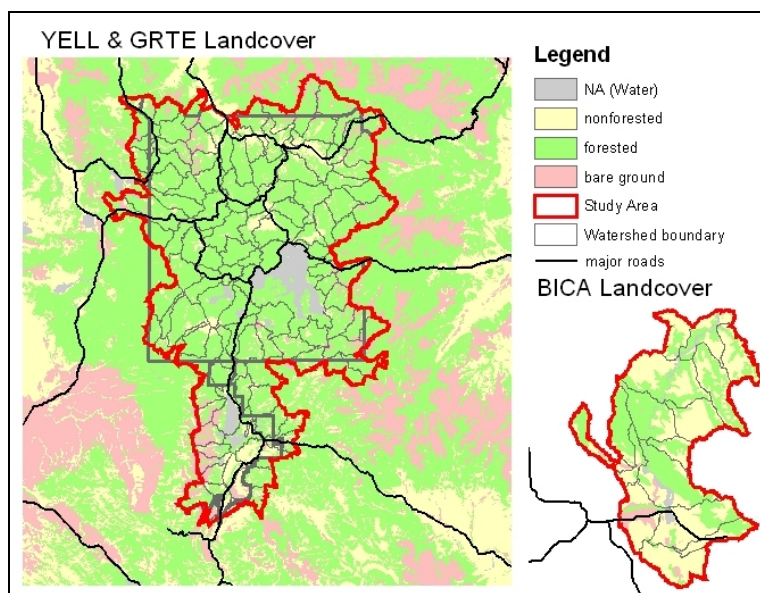 YELL & GRTE Landcover
Legend
NA (Water)
nonforested
forested
bare ground
Study Area
Watershed boundary
major roads
BICA Landcover